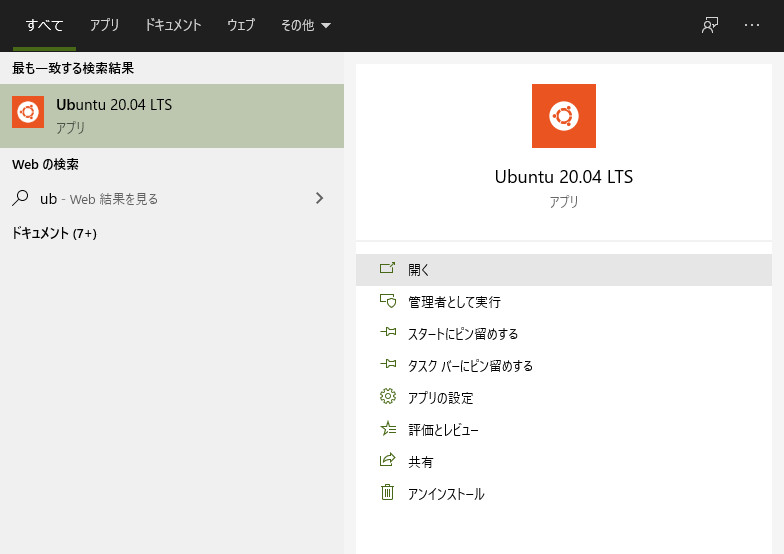 すべて アプリ ドキュメント ウェブ その他
最も一致する検索結果
Ubuntu 20.04 LTS
アプリ
Web の検索
ub - Web 結果を見る
ドキュメント (7+)
Ubuntu 20.04 LTS
アプリ
開く
管理者として実行
スタートにピン留めする
タスク バーにピン留めする
アプリの設定
評価とレビュー
共有
アンインストール